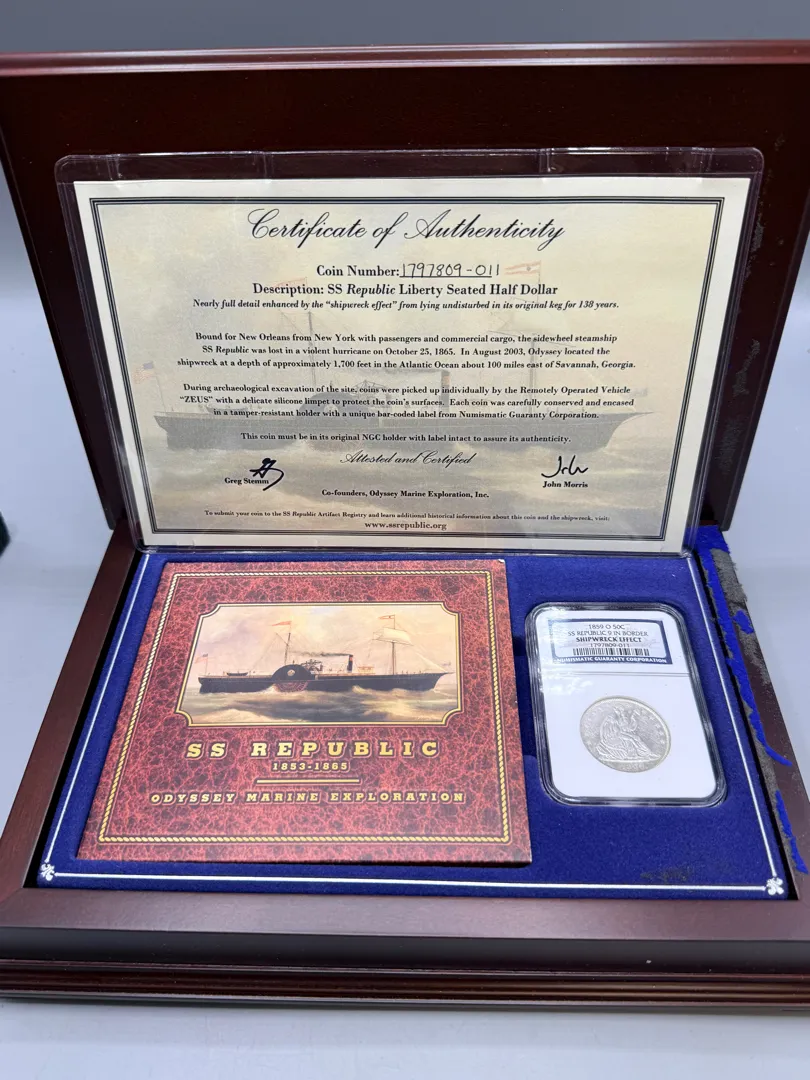 Certificate of Authenticity
Coin Number: 1797809-011
Description: SS Republic Liberty Seated Half Dollar
Nearly full detail enhanced by the "shipwreck effect" from lying undisturbed in its original keg for 138 years.
Bound for New Orleans from New York with passengers and commercial cargo, the sidewheel steamship
SS Republic was lost in a violent hurricane on October 25, 1865. In August 2003, Odyssey located the
shipwreck at a depth of approximately 1,700 feet in the Atlantic Ocean about 100 miles east of Savannah, Georgia.
During archaeological excavation of the site, coins were picked up individually by the Remotely Operated Vehicle
"ZEUS" with a delicate silicone limpet to protect the coin's surfaces. Each coin was carefully conserved and encased
in a tamper-resistant holder with a unique bar-coded label from Numismatic Guaranty Corporation.
This coin must be in its original NGC holder with label intact to assure its authenticity.
Attested and Certified
Greg Stemm
John Morris
Co-founders, Odyssey Marine Exploration, Inc.
To submit your coin to the SS Republic Artifact Registry and learn additional historical information about this coin and the shipwreck, visit:
www.ssrepublic.org
SS REPUBLIC
1853-1865
ODYSSEY MARINE EXPLORATION
1859 O 50C
SS REPUBLIC 9 IN BORDER
SHIPWRECK EFFECT
1797809-011
NUMISMATIC GUARANTY CORPORATION